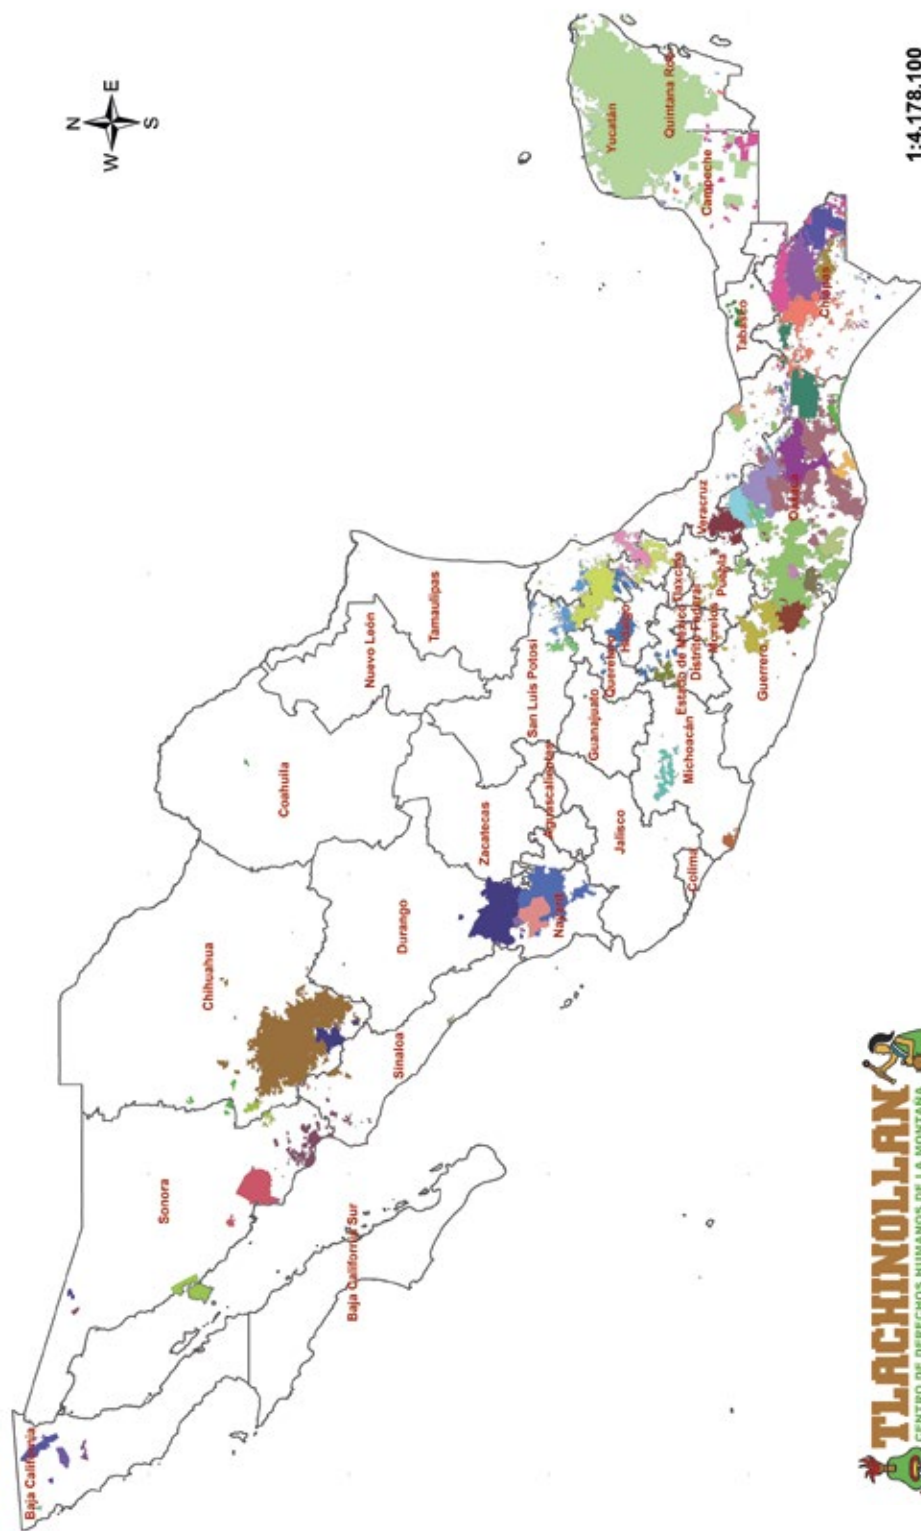 N
W E
S
Baja California
Sonora
Chihuahua
Coahuila
Nuevo León
Tamaulipas
Baja California Sur
Sinaloa
Durango
Zacatecas
San Luis Potosí
Nayarit
Aguascalientes
Guanajuato
Querétaro
Hidalgo
Jalisco
Colima
Michoacán
Estado de México
Distrito Federal
Tlaxcala
Morelos
Puebla
Veracruz
Guerrero
Oaxaca
Tabasco
Chiapas
Campeche
Yucatán
Quintana Roo
1:4.178.100
TLACHINOLLAN
CENTRO DE DERECHOS HUMANOS DE LA MONTAÑA